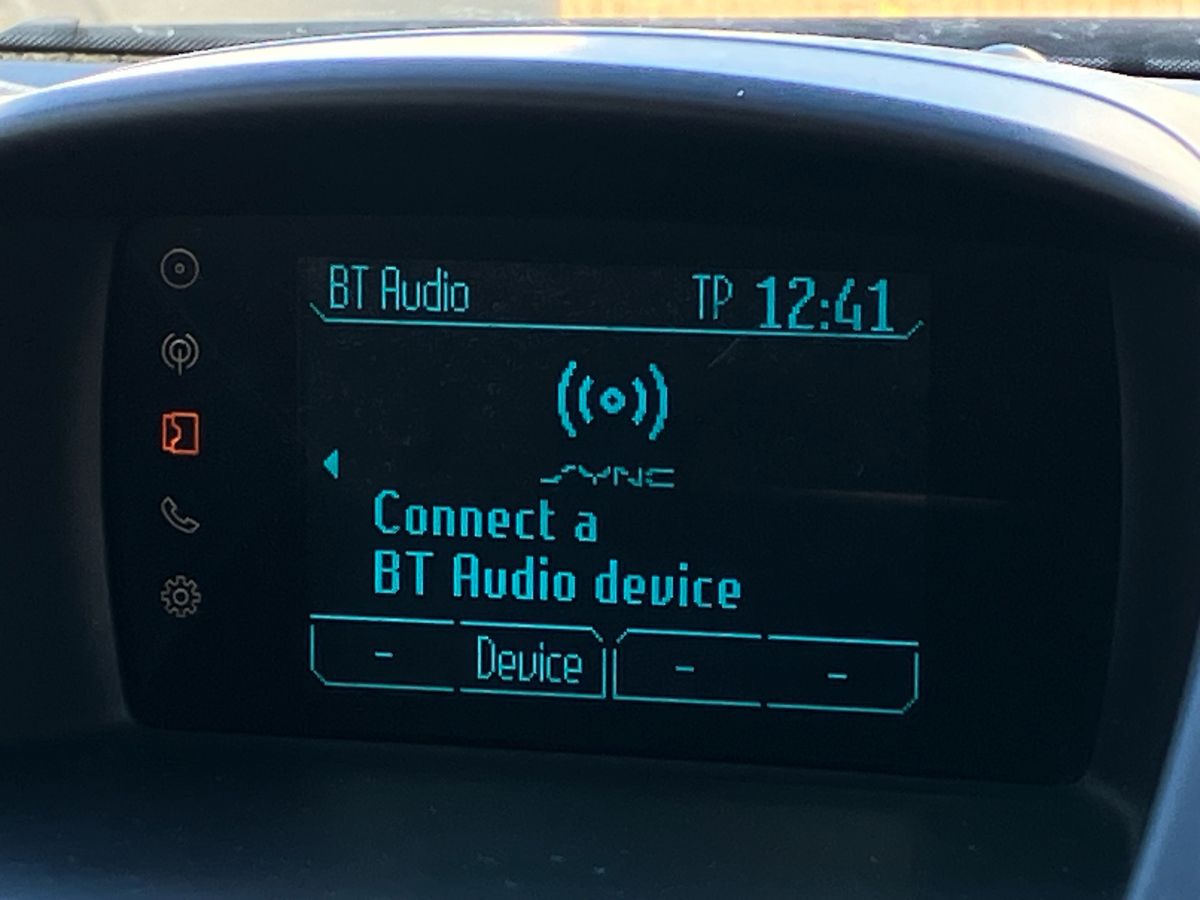 BT Audio TP 12:41
SYNC
Connect a
BT Audio device
- Device - -